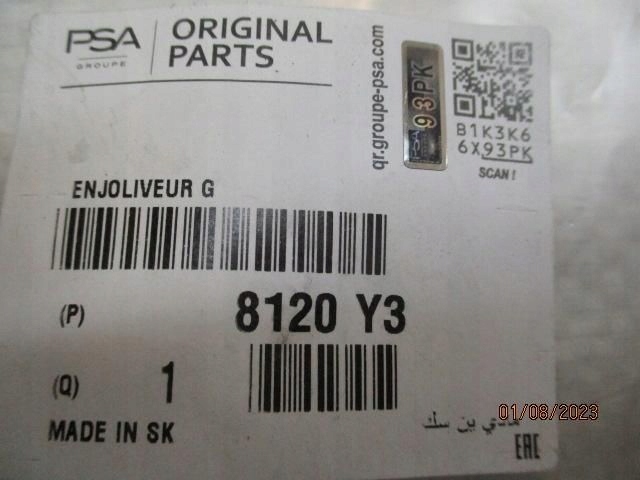 PSA
GROUPE
ORIGINAL
PARTS
qr.groupe-psa.com
PSA 93PK
B1K3K6
6X93PK
SCAN!
ENJOLIVEUR G
(P) 8120 Y3
(Q) 1
MADE IN SK
01/08/2023
EAC